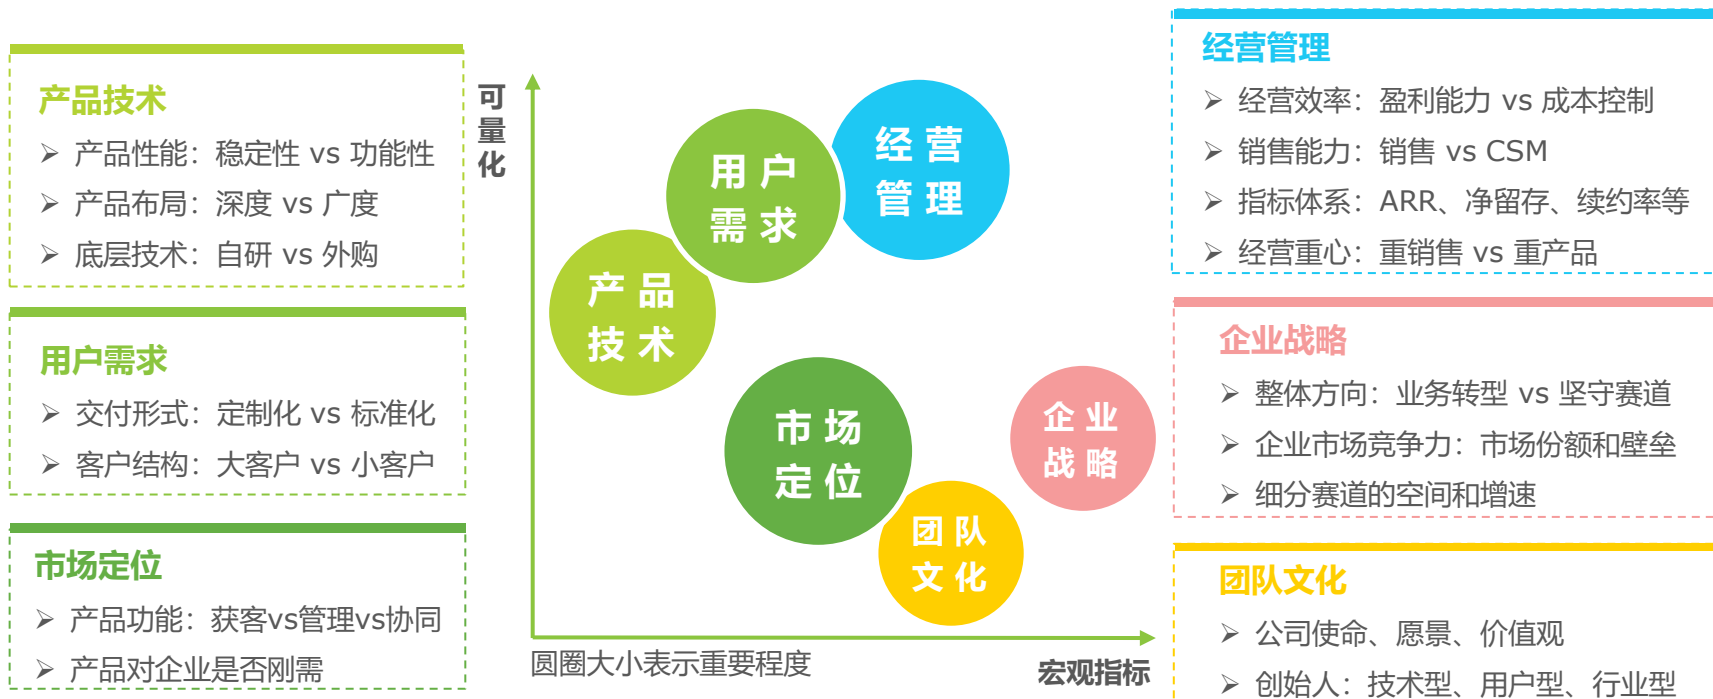 产品技术
➢ 产品性能：稳定性 vs 功能性
➢ 产品布局：深度 vs 广度
➢ 底层技术：自研 vs 外购
用户需求
➢ 交付形式：定制化 vs 标准化
➢ 客户结构：大客户 vs 小客户
市场定位
➢ 产品功能：获客vs管理vs协同
➢ 产品对企业是否刚需
可
量
化
用 户
需 求
经 营
管 理
产 品
技 术
市 场
定 位
企 业
战 略
团 队
文 化
圆圈大小表示重要程度
宏观指标
经营管理
➢ 经营效率：盈利能力 vs 成本控制
➢ 销售能力：销售 vs CSM
➢ 指标体系：ARR、净留存、续约率等
➢ 经营重心：重销售 vs 重产品
企业战略
➢ 整体方向：业务转型 vs 坚守赛道
➢ 企业市场竞争力：市场份额和壁垒
➢ 细分赛道的空间和增速
团队文化
➢ 公司使命、愿景、价值观
➢ 创始人：技术型、用户型、行业型